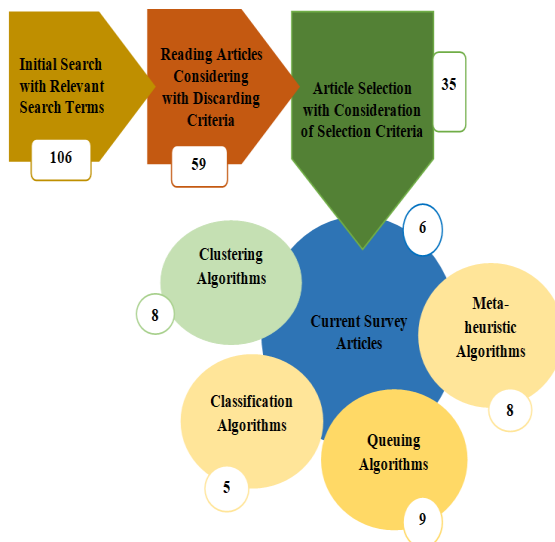 Initial Search
with Relevant
Search Terms
106
Reading Articles
Considering
with Discarding
Criteria
59
Article Selection
with Consideration
of Selection Criteria
35
6
Current Survey
Articles
Clustering
Algorithms
8
Meta-
heuristic
Algorithms
8
Classification
Algorithms
5
Queuing
Algorithms
9